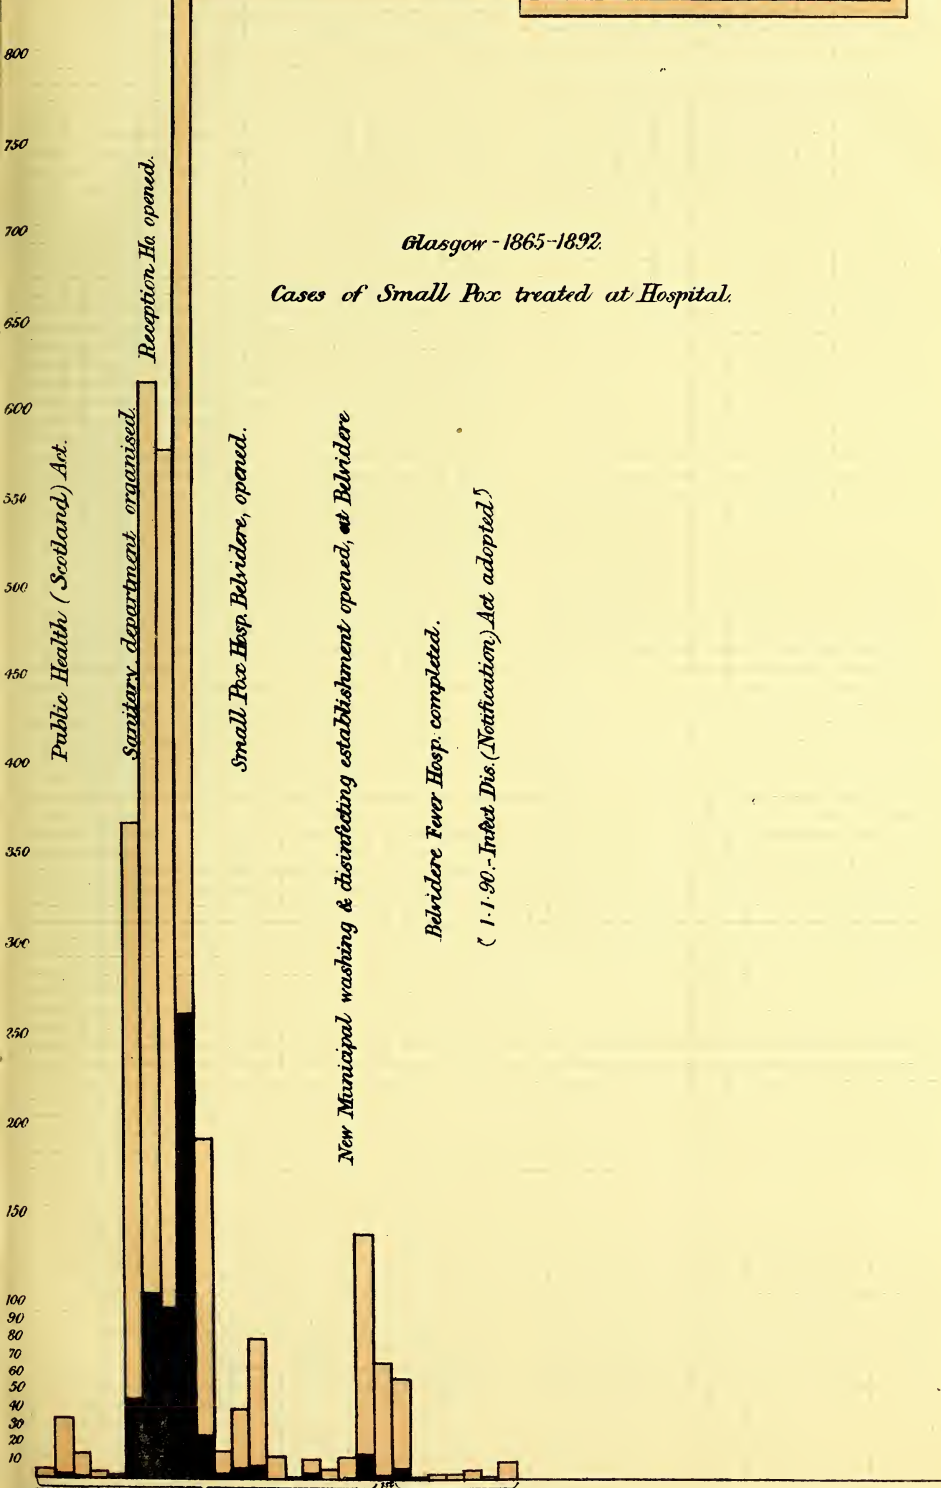 800
750
700
650
600
550
500
450
400
350
300
250
200
150
100
90
80
70
60
50
40
30
20
10
Glasgow - 1865-1892.
Cases of Small Pox treated at Hospital.
Public Health (Scotland) Act.
Sanitary department organised.
Reception Ho. opened.
Small Pox Hosp. Belvidere, opened.
New Municipal washing & disinfecting establishment opened, at Belvidere
Belvidere Fever Hosp. completed.
(1.1.90.-Infect Dis. (Notification) Act adopted.)